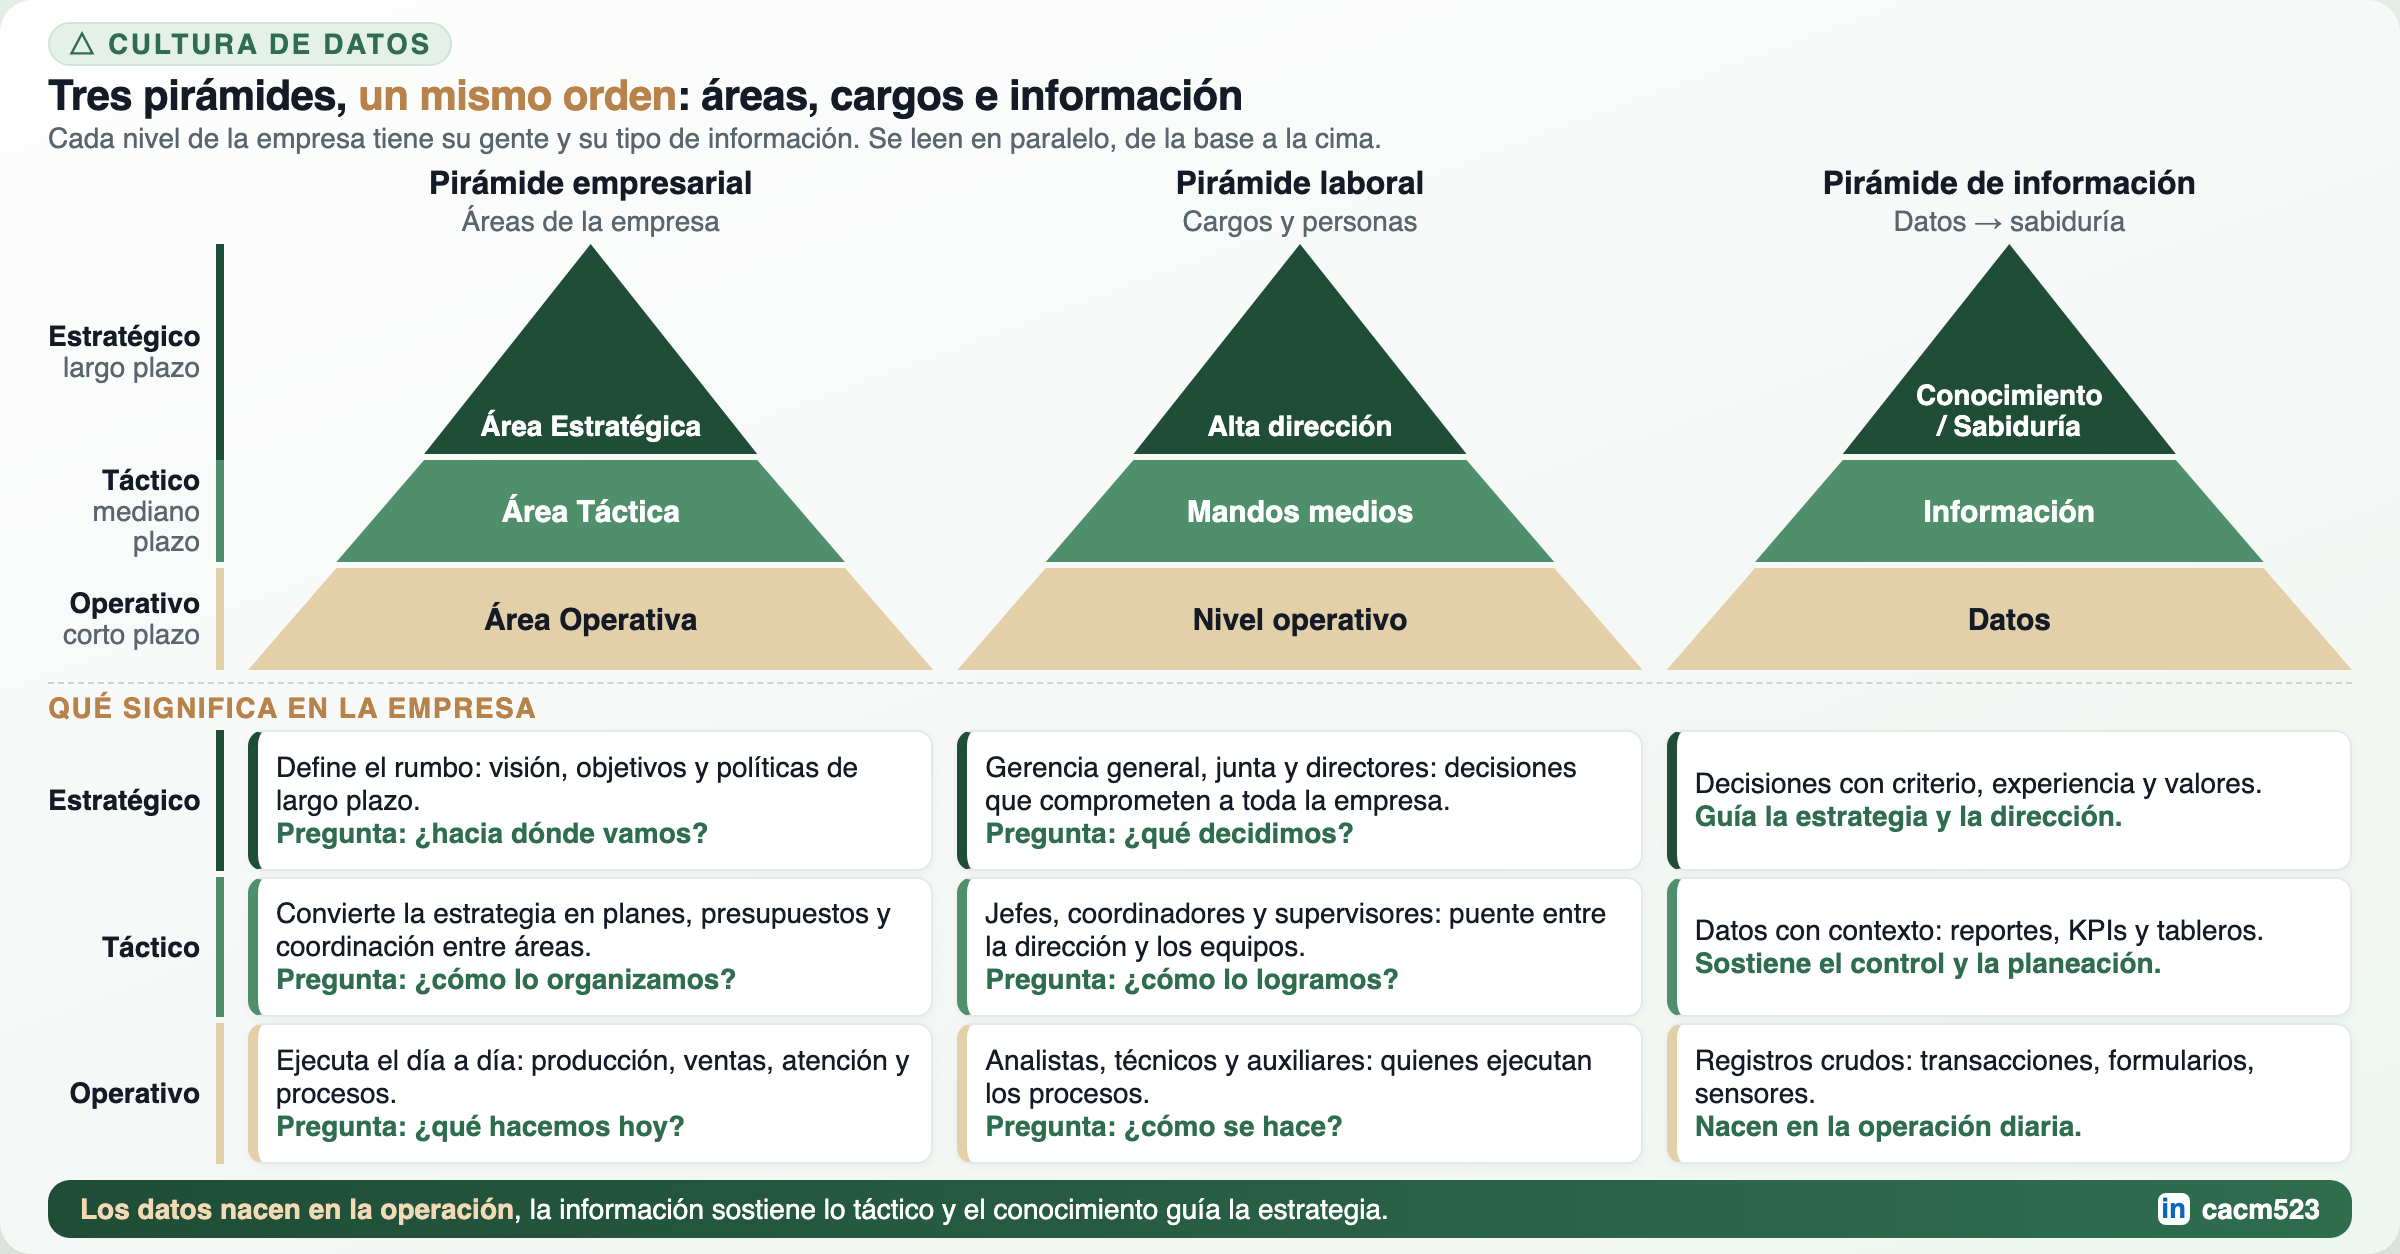 CULTURA DE DATOS
Tres pirámides, un mismo orden: áreas, cargos e información
Cada nivel de la empresa tiene su gente y su tipo de información. Se leen en paralelo, de la base a la cima.
Pirámide empresarial
Áreas de la empresa
Pirámide laboral
Cargos y personas
Pirámide de información
Datos → sabiduría
Estratégico
largo plazo
Táctico
mediano
plazo
Operativo
corto plazo
Área Estratégica
Área Táctica
Área Operativa
Alta dirección
Mandos medios
Nivel operativo
Conocimiento
/ Sabiduría
Información
Datos
QUÉ SIGNIFICA EN LA EMPRESA
Estratégico
Define el rumbo: visión, objetivos y políticas de
largo plazo.
Pregunta: ¿hacia dónde vamos?
Gerencia general, junta y directores: decisiones
que comprometen a toda la empresa.
Pregunta: ¿qué decidimos?
Decisiones con criterio, experiencia y valores.
Guía la estrategia y la dirección.
Táctico
Convierte la estrategia en planes, presupuestos y
coordinación entre áreas.
Pregunta: ¿cómo lo organizamos?
Jefes, coordinadores y supervisores: puente entre
la dirección y los equipos.
Pregunta: ¿cómo lo logramos?
Datos con contexto: reportes, KPIs y tableros.
Sostiene el control y la planeación.
Operativo
Ejecuta el día a día: producción, ventas, atención y
procesos.
Pregunta: ¿qué hacemos hoy?
Analistas, técnicos y auxiliares: quienes ejecutan
los procesos.
Pregunta: ¿cómo se hace?
Registros crudos: transacciones, formularios,
sensores.
Nacen en la operación diaria.
Los datos nacen en la operación, la información sostiene lo táctico y el conocimiento guía la estrategia.
in cacm523